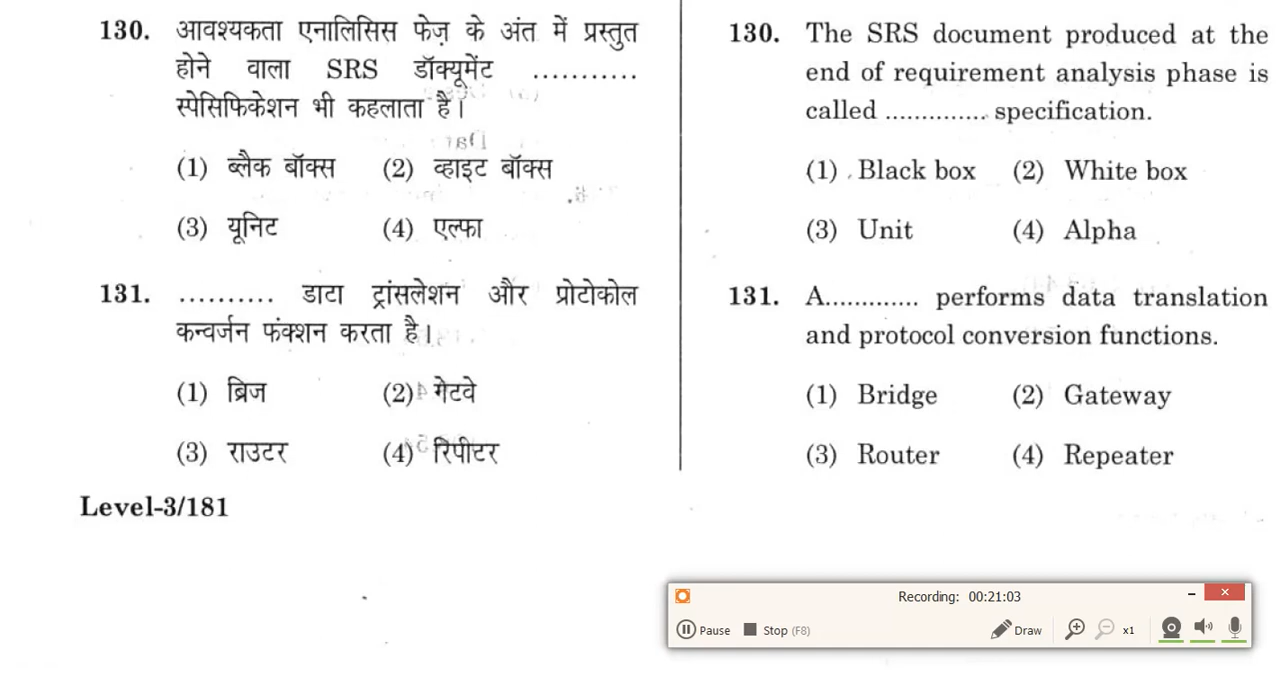 130. आवश्यकता एनालिसिस फेज़ के अंत में प्रस्तुत
होने वाला SRS डॉक्यूमेंट ...........
स्पेसिफिकेशन भी कहलाता है।
(1) ब्लैक बॉक्स (2) व्हाइट बॉक्स
(3) यूनिट (4) एल्फा
131. .......... डाटा ट्रांसलेशन और प्रोटोकोल
कन्वर्जन फंक्शन करता है।
(1) ब्रिज (2) गेटवे
(3) राउटर (4) रिपीटर
Level-3/181
130. The SRS document produced at the
end of requirement analysis phase is
called .............. specification.
(1) Black box (2) White box
(3) Unit (4) Alpha
131. A............. performs data translation
and protocol conversion functions.
(1) Bridge (2) Gateway
(3) Router (4) Repeater
Recording: 00:21:03
Pause Stop (F8) Draw x1